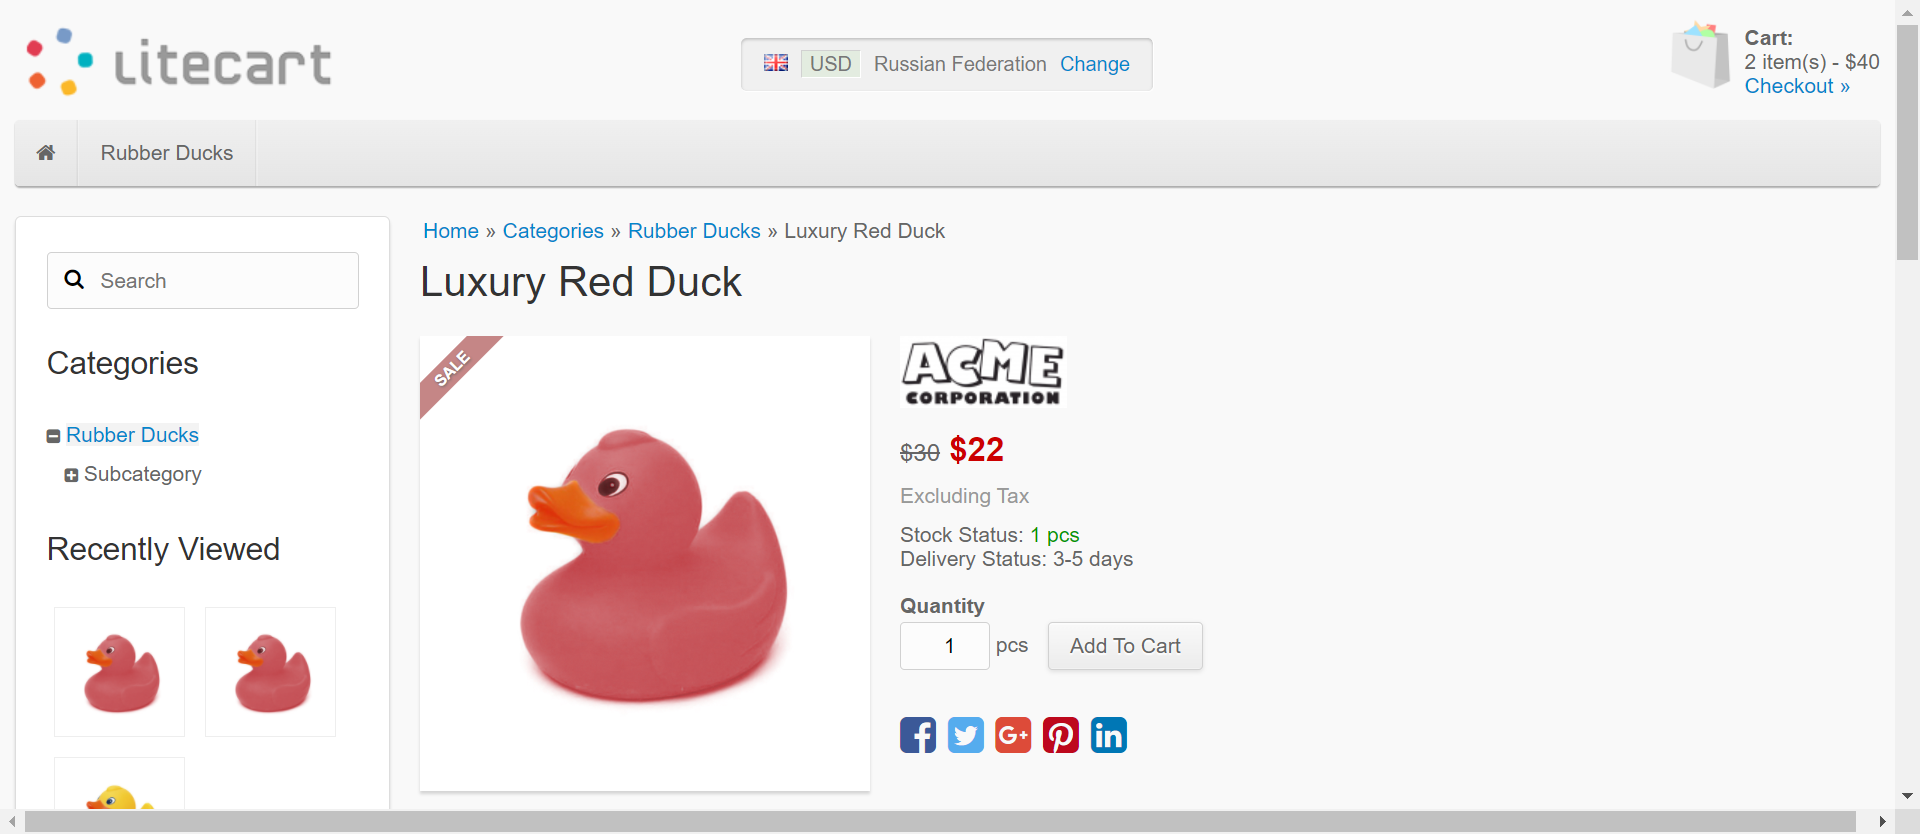 Litecart
USD Russian Federation Change
Cart:
2 item(s) - $40
Checkout »
Rubber Ducks
Home » Categories » Rubber Ducks » Luxury Red Duck
Luxury Red Duck
Search
Categories
Rubber Ducks
Subcategory
Recently Viewed
SALE
ACME
CORPORATION
$30 $22
Excluding Tax
Stock Status: 1 pcs
Delivery Status: 3-5 days
Quantity
1 pcs Add To Cart